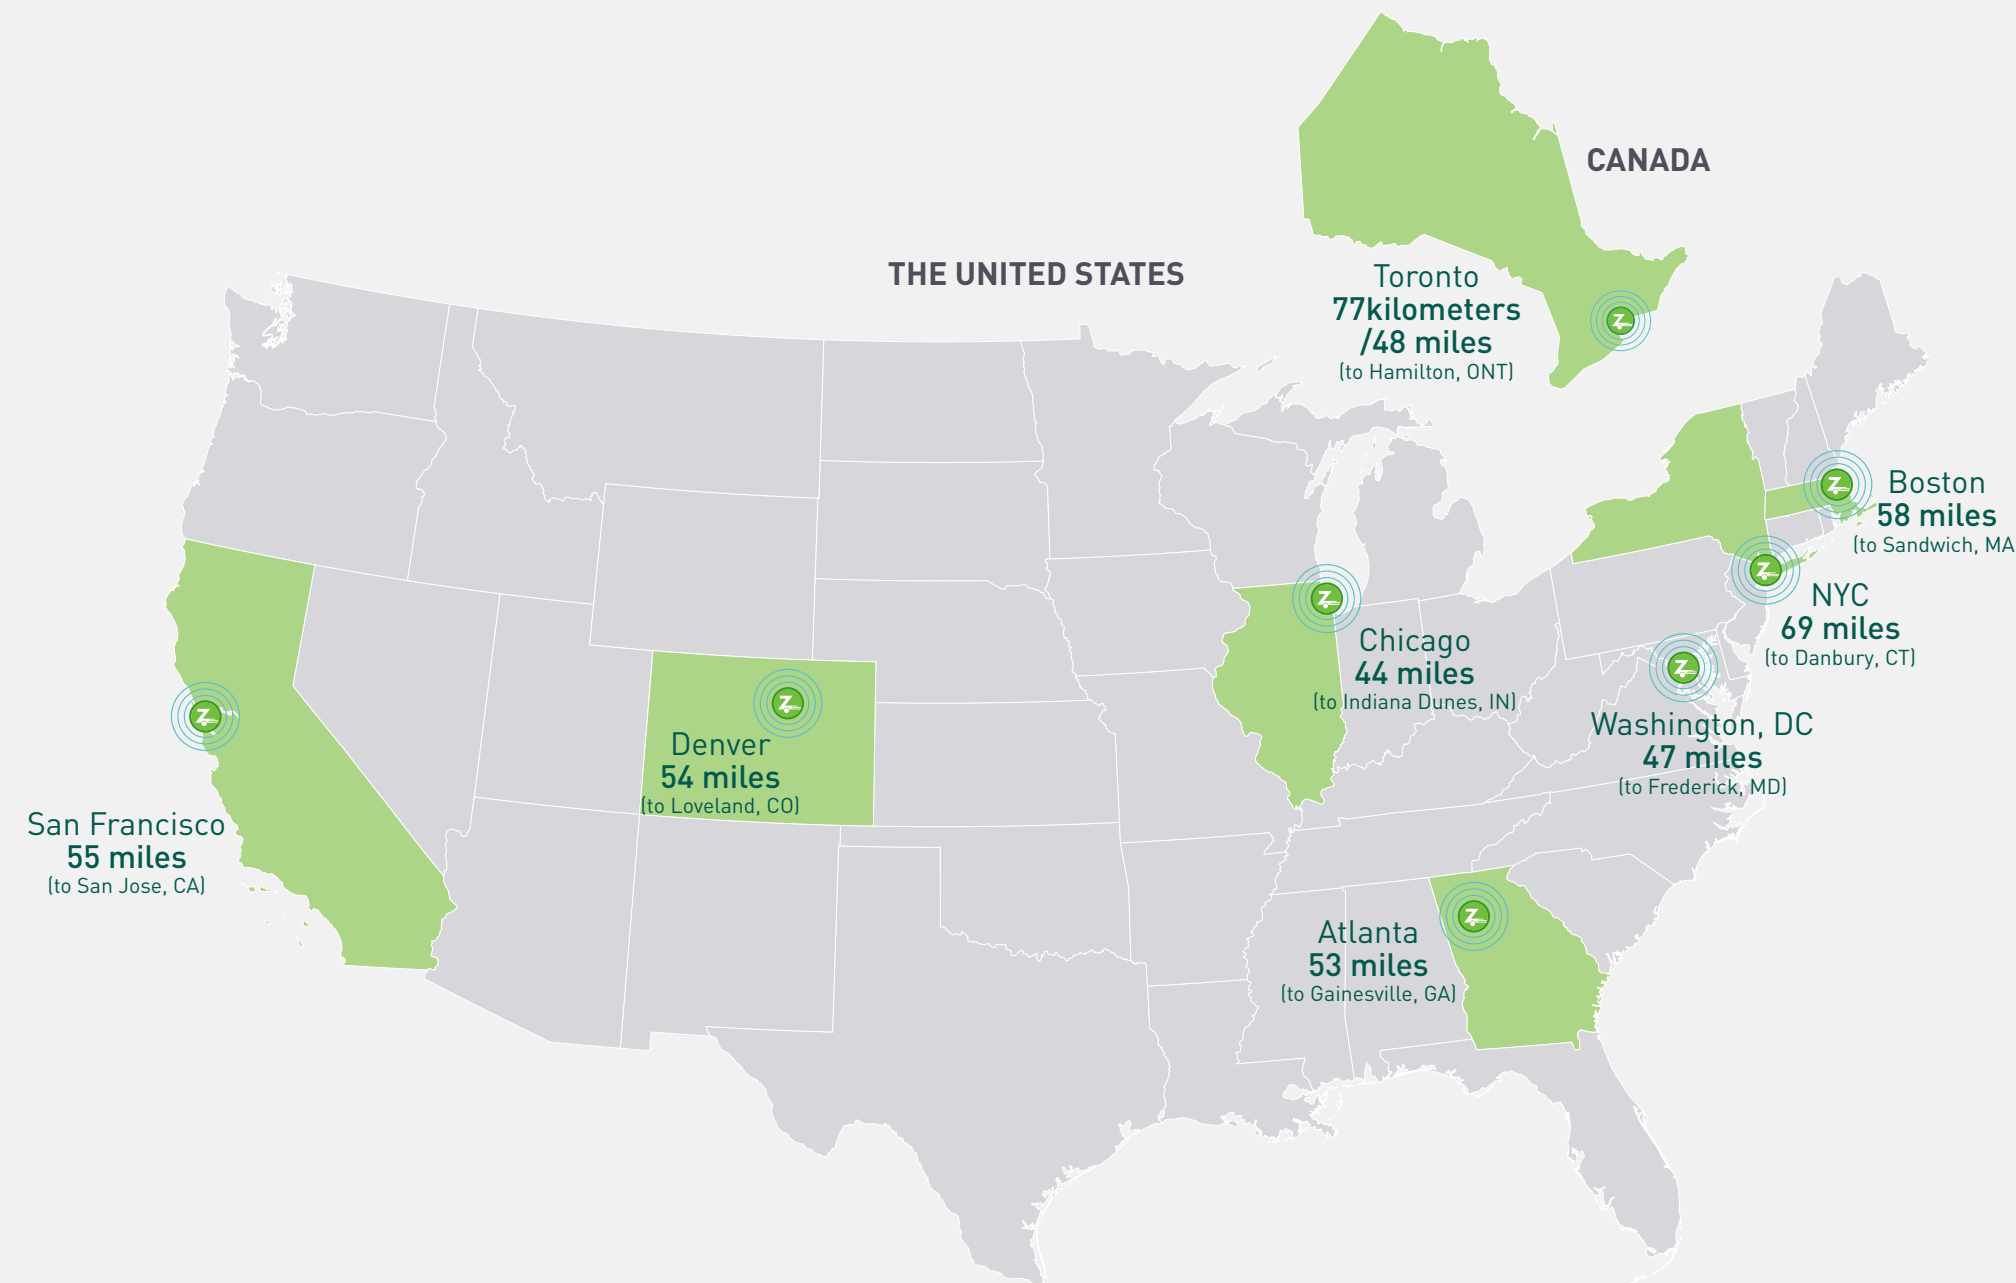 CANADA
THE UNITED STATES
Toronto
77kilometers
/48 miles
(to Hamilton, ONT)
Boston
58 miles
(to Sandwich, MA
NYC
69 miles
(to Danbury, CT)
Chicago
44 miles
(to Indiana Dunes, IN)
Washington, DC
47 miles
(to Frederick, MD)
Denver
54 miles
(to Loveland, CO)
San Francisco
55 miles
(to San Jose, CA)
Atlanta
53 miles
(to Gainesville, GA)